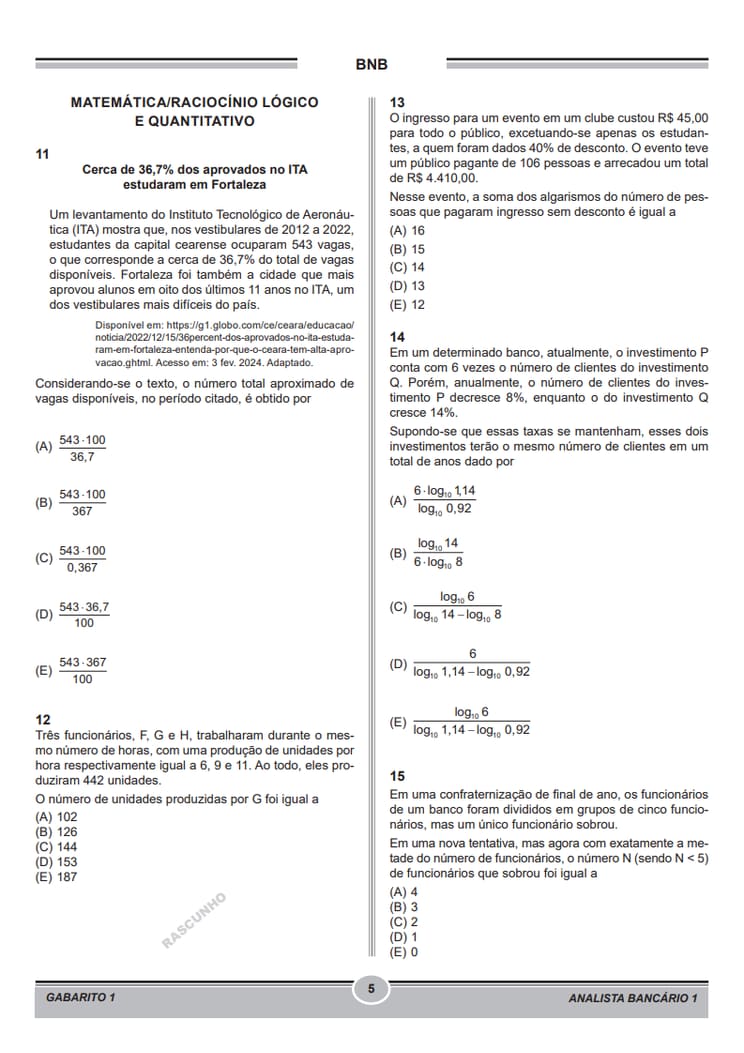 BNB
MATEMÁTICA/RACIOCÍNIO LÓGICO
E QUANTITATIVO
11
Cerca de 36,7% dos aprovados no ITA
estudaram em Fortaleza
Um levantamento do Instituto Tecnológico de Aeronáu-
tica (ITA) mostra que, nos vestibulares de 2012 a 2022,
estudantes da capital cearense ocuparam 543 vagas,
o que corresponde a cerca de 36,7% do total de vagas
disponíveis. Fortaleza foi também a cidade que mais
aprovou alunos em oito dos últimos 11 anos no ITA, um
dos vestibulares mais difíceis do país.
Disponível em: https://g1.globo.com/ce/ceara/educacao/
noticia/2022/12/15/36percent-dos-aprovados-no-ita-estuda-
ram-em-fortaleza-entenda-por-que-o-ceara-tem-alta-apro-
vacao.ghtml. Acesso em: 3 fev. 2024. Adaptado.
Considerando-se o texto, o número total aproximado de
vagas disponíveis, no período citado, é obtido por
(A) 543·100
36,7
(B) 543·100
367
(C) 543·100
0,367
(D) 543·36,7
100
(E) 543·367
100
12
Três funcionários, F, G e H, trabalharam durante o mes-
mo número de horas, com uma produção de unidades por
hora respectivamente igual a 6, 9 e 11. Ao todo, eles pro-
duziram 442 unidades.
O número de unidades produzidas por G foi igual a
(A) 102
(B) 126
(C) 144
(D) 153
(E) 187
RASCUNHO
13
O ingresso para um evento em um clube custou R$ 45,00
para todo o público, excetuando-se apenas os estudan-
tes, a quem foram dados 40% de desconto. O evento teve
um público pagante de 106 pessoas e arrecadou um total
de R$ 4.410,00.
Nesse evento, a soma dos algarismos do número de pes-
soas que pagaram ingresso sem desconto é igual a
(A) 16
(B) 15
(C) 14
(D) 13
(E) 12
14
Em um determinado banco, atualmente, o investimento P
conta com 6 vezes o número de clientes do investimento
Q. Porém, anualmente, o número de clientes do inves-
timento P decresce 8%, enquanto o do investimento Q
cresce 14%.
Supondo-se que essas taxas se mantenham, esses dois
investimentos terão o mesmo número de clientes em um
total de anos dado por
(A) 6·log₁₀ 1,14
log₁₀ 0,92
(B) log₁₀ 14
6·log₁₀ 8
(C) log₁₀ 6
log₁₀ 14 – log₁₀ 8
(D) 6
log₁₀ 1,14 – log₁₀ 0,92
(E) log₁₀ 6
log₁₀ 1,14 – log₁₀ 0,92
15
Em uma confraternização de final de ano, os funcionários
de um banco foram divididos em grupos de cinco funcio-
nários, mas um único funcionário sobrou.
Em uma nova tentativa, mas agora com exatamente a me-
tade do número de funcionários, o número N (sendo N < 5)
de funcionários que sobrou foi igual a
(A) 4
(B) 3
(C) 2
(D) 1
(E) 0
GABARITO 1
5
ANALISTA BANCÁRIO 1